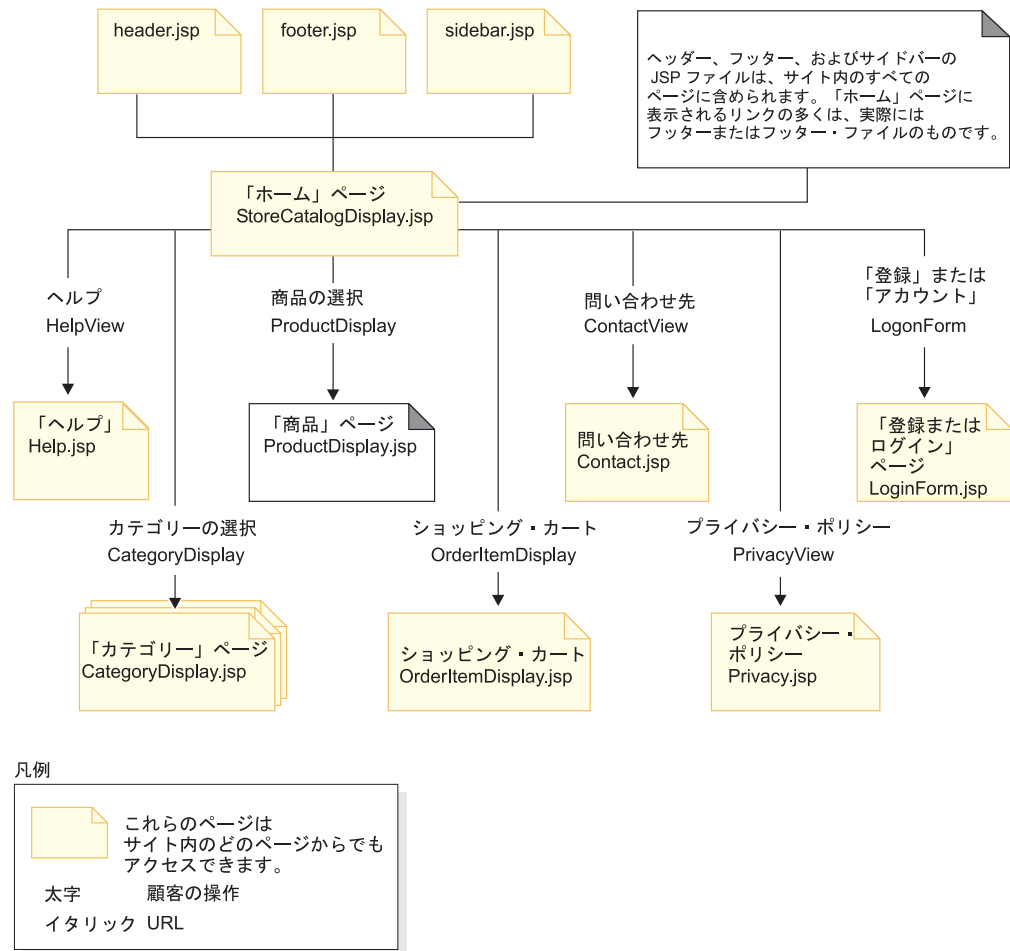 header.jsp
footer.jsp
sidebar.jsp
ヘッダー、フッター、およびサイドバーの
JSP ファイルは、サイト内のすべての
ページに含められます。「ホーム」ページに
表示されるリンクの多くは、実際には
フッターまたはフッター・ファイルのものです。
「ホーム」ページ
StoreCatalogDisplay.jsp
ヘルプ
HelpView
商品の選択
ProductDisplay
問い合わせ先
ContactView
「登録」または
「アカウント」
LogonForm
「ヘルプ」
Help.jsp
「商品」ページ
ProductDisplay.jsp
問い合わせ先
Contact.jsp
「登録または
ログイン」
ページ
LoginForm.jsp
カテゴリーの選択
CategoryDisplay
ショッピング・カート
OrderItemDisplay
プライバシー・ポリシー
PrivacyView
「カテゴリー」ページ
CategoryDisplay.jsp
ショッピング・カート
OrderItemDisplay.jsp
プライバシー・
ポリシー
Privacy.jsp
凡例
これらのページは
サイト内のどのページからでも
アクセスできます。
太字 顧客の操作
イタリック URL